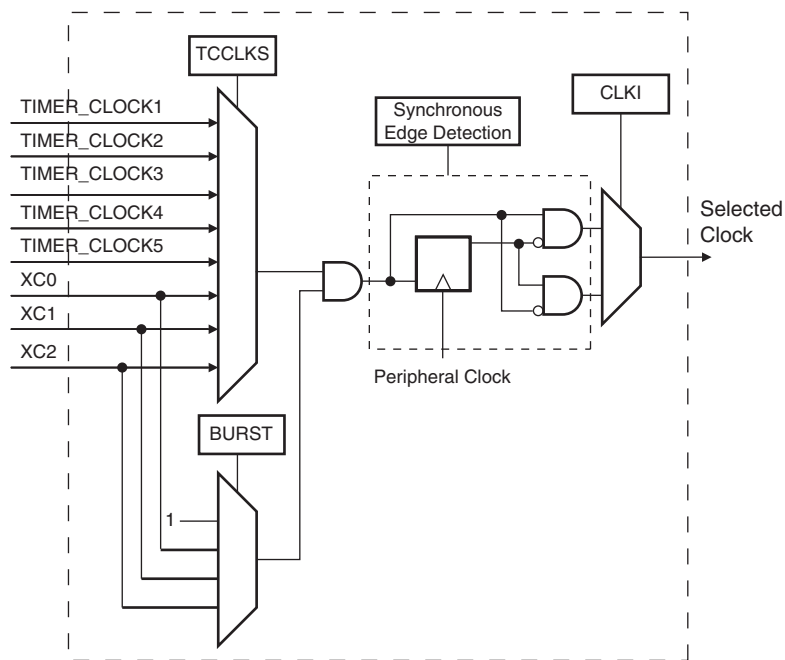 TCCLKS
TIMER_CLOCK1
TIMER_CLOCK2
TIMER_CLOCK3
TIMER_CLOCK4
TIMER_CLOCK5
XC0
XC1
XC2
Synchronous
Edge Detection
CLKI
Selected
Clock
Peripheral Clock
BURST
1